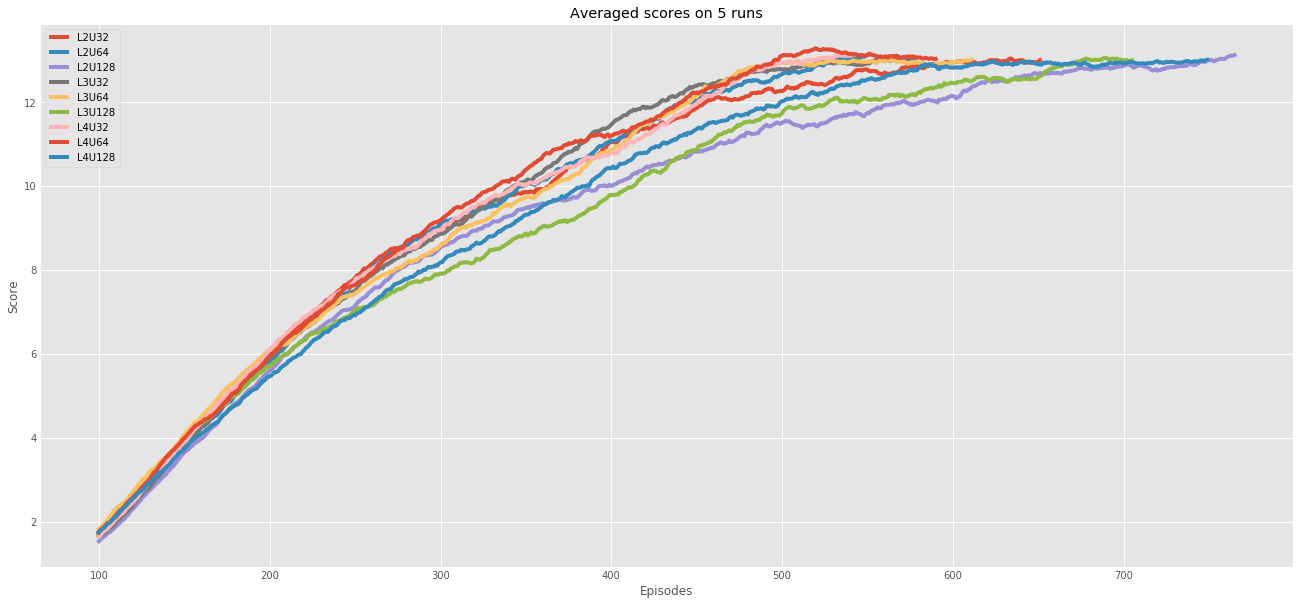 Averaged scores on 5 runs
L2U32
L2U64
L2U128
L3U32
L3U64
L3U128
L4U32
L4U64
L4U128
12
10
8
6
4
2
Score
100 200 300 400 500 600 700
Episodes